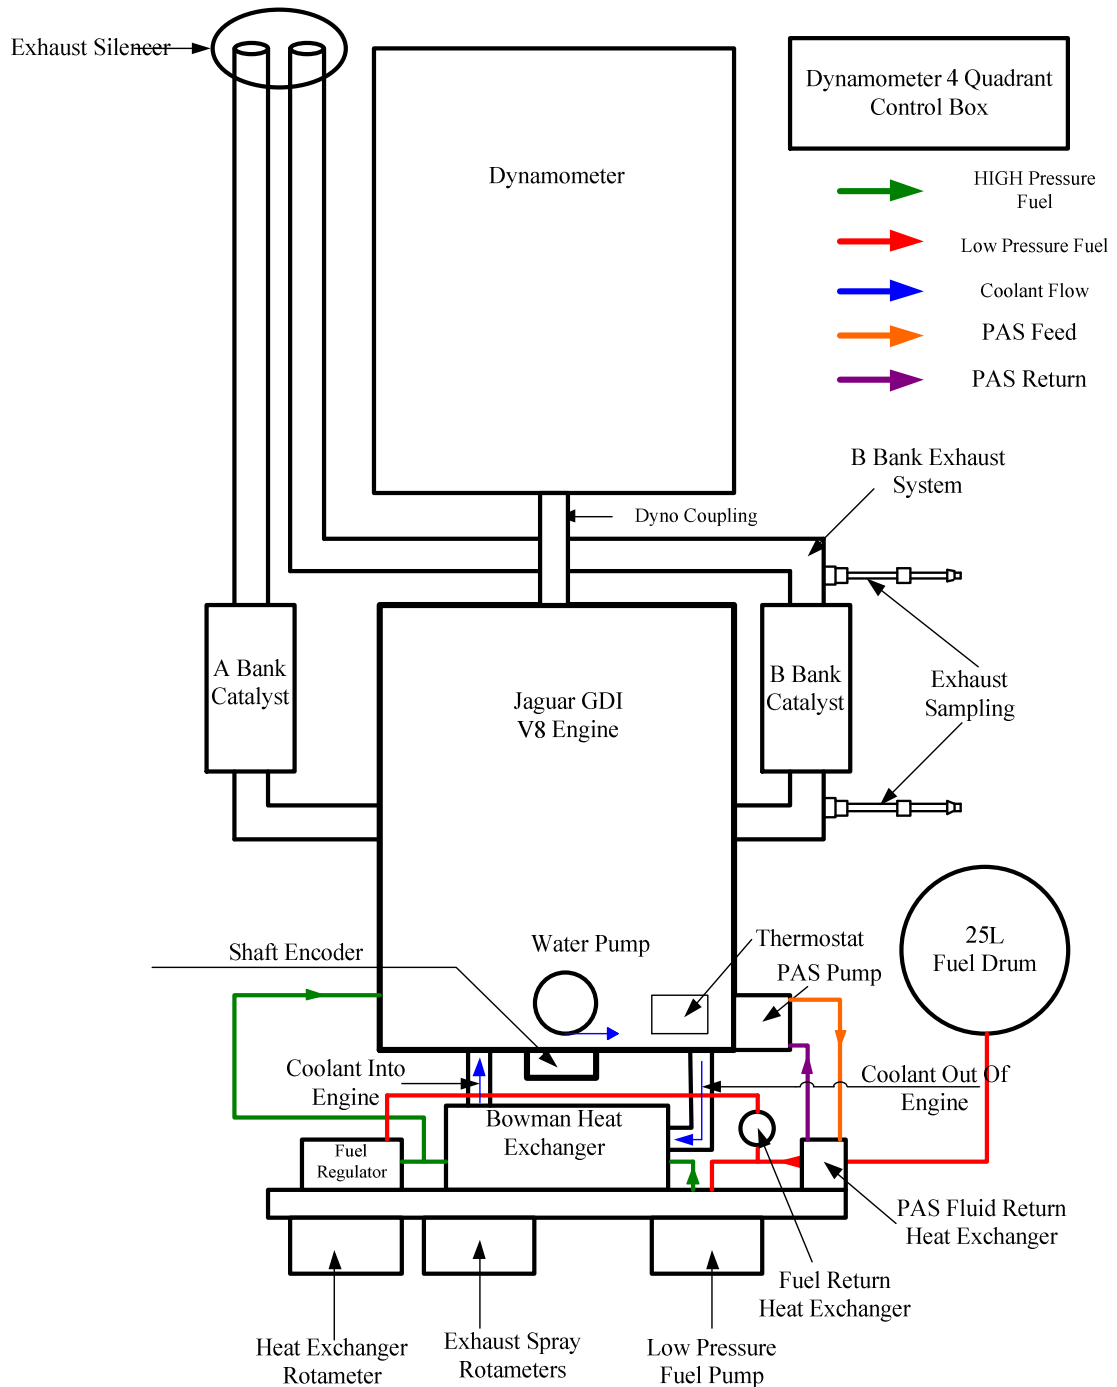 Exhaust Silencer
Dynamometer 4 Quadrant
Control Box
Dynamometer
HIGH Pressure
Fuel
Low Pressure Fuel
Coolant Flow
PAS Feed
PAS Return
B Bank Exhaust
System
Dyno Coupling
A Bank
Catalyst
Jaguar GDI
V8 Engine
B Bank
Catalyst
Exhaust
Sampling
Shaft Encoder
Water Pump
Thermostat
PAS Pump
25L
Fuel Drum
Coolant Into
Engine
Coolant Out Of
Engine
Bowman Heat
Exchanger
Fuel
Regulator
PAS Fluid Return
Heat Exchanger
Fuel Return
Heat Exchanger
Heat Exchanger
Rotameter
Exhaust Spray
Rotameters
Low Pressure
Fuel Pump